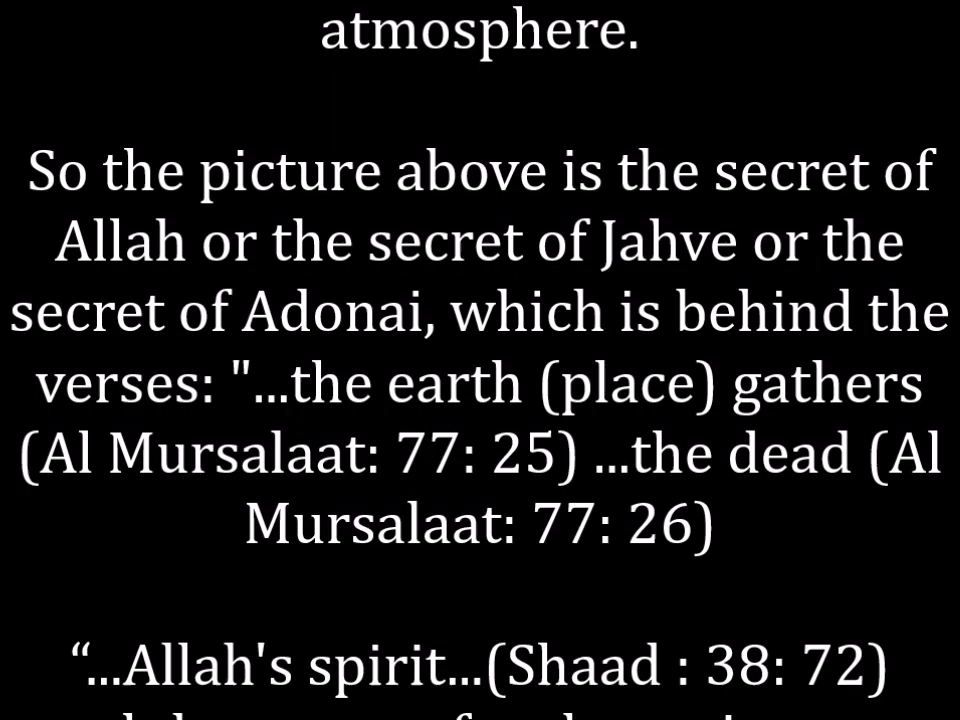 atmosphere.
So the picture above is the secret of
Allah or the secret of Jahve or the
secret of Adonai, which is behind the
verses: "...the earth (place) gathers
(Al Mursalaat: 77: 25) ...the dead (Al
Mursalaat: 77: 26)
“...Allah's spirit...(Shaad : 38: 72)